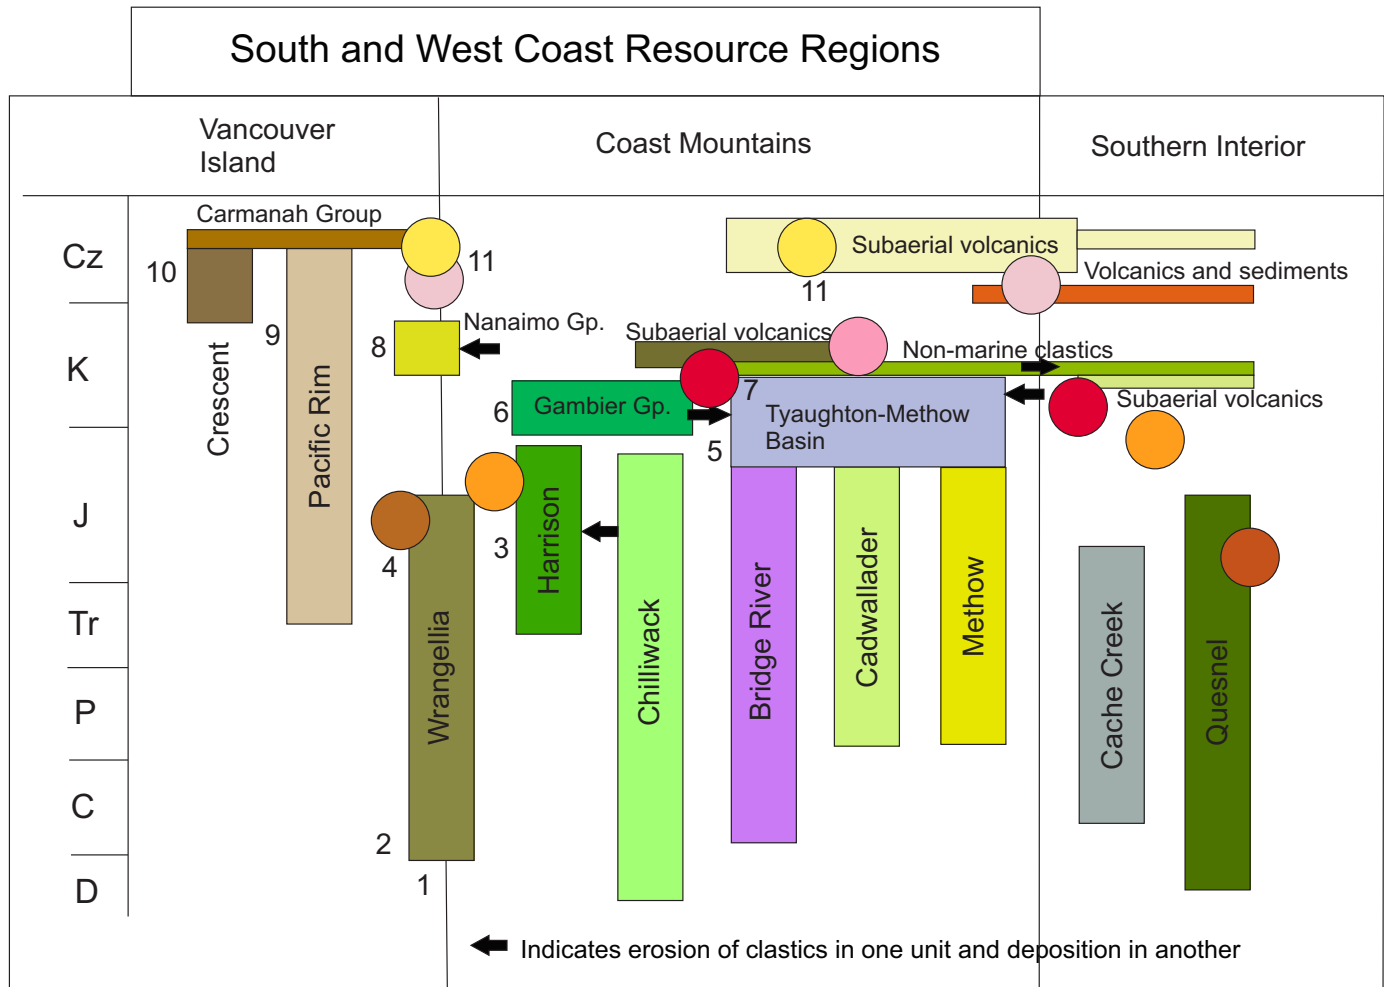 South and West Coast Resource Regions
Vancouver
Island
Coast Mountains
Southern Interior
Carmanah Group
Cz
10
11
Subaerial volcanics
11
Volcanics and sediments
9
Nanaimo Gp.
8
Subaerial volcanics
Non-marine clastics
K
Crescent
Pacific Rim
6
Gambier Gp.
7
Tyaughton-Methow
Basin
Subaerial volcanics
5
J
4
3
Harrison
Tr
Wrangellia
Chilliwack
Bridge River
Cadwallader
Methow
Cache Creek
Quesnel
P
C
2
1
D
Indicates erosion of clastics in one unit and deposition in another